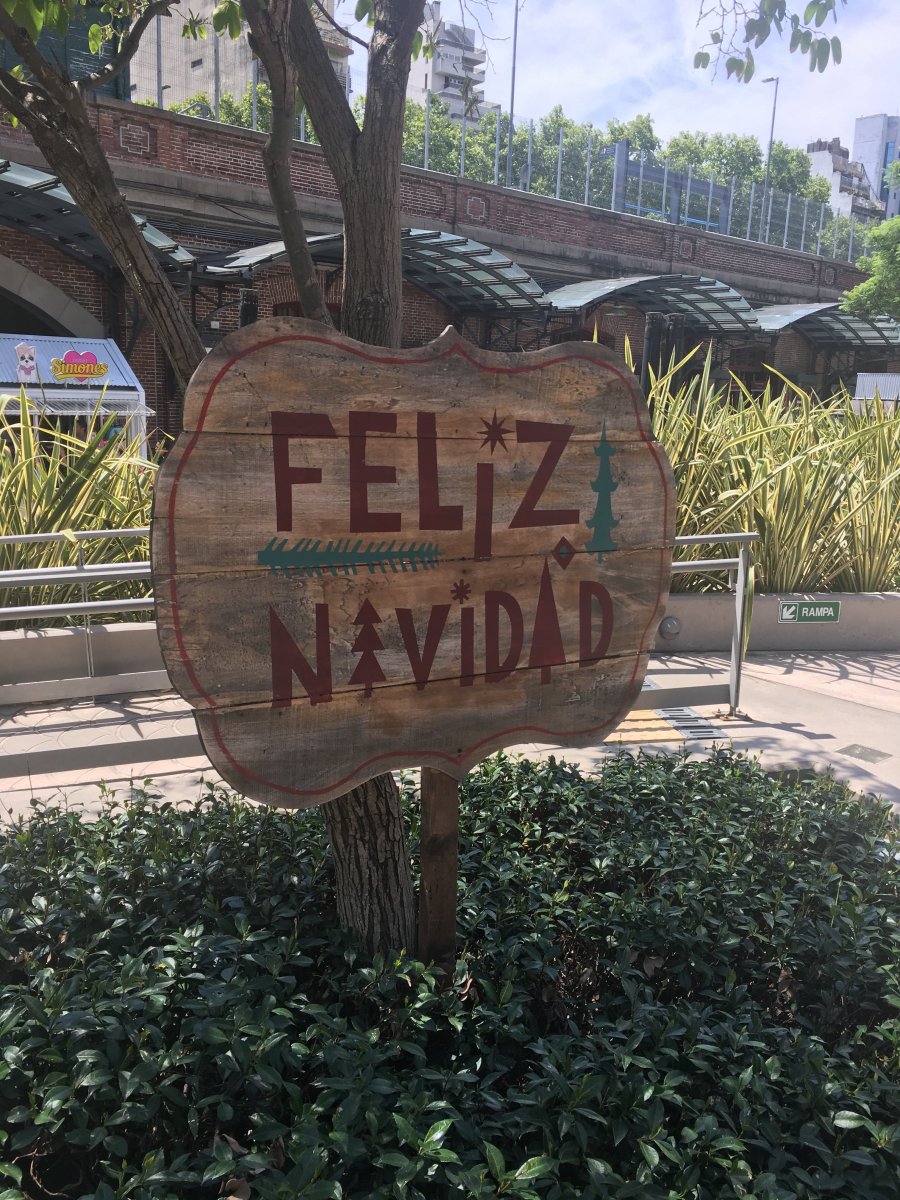 Simones
FELiZ
NAViDAD
RAMPA